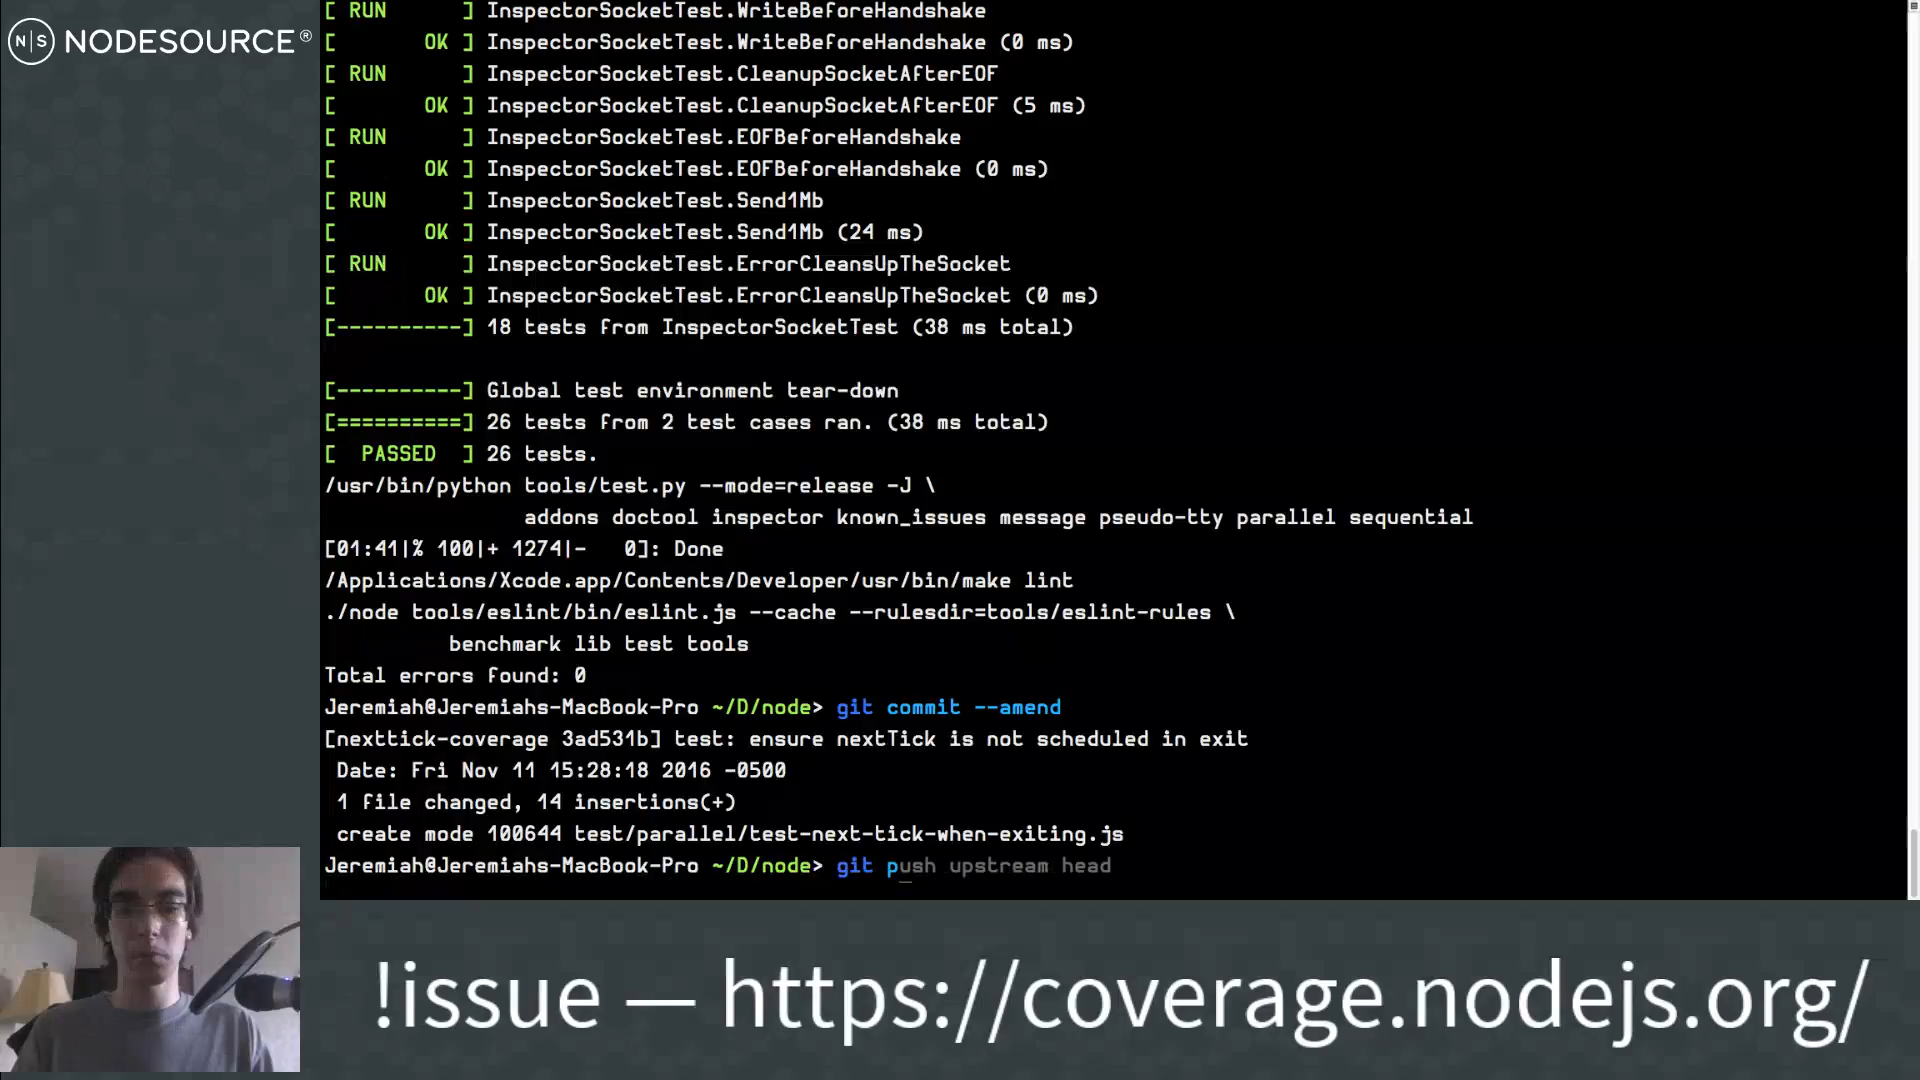 N|S NODESOURCE®
[ RUN      ] InspectorSocketTest.WriteBeforeHandshake
[       OK ] InspectorSocketTest.WriteBeforeHandshake (0 ms)
[ RUN      ] InspectorSocketTest.CleanupSocketAfterEOF
[       OK ] InspectorSocketTest.CleanupSocketAfterEOF (5 ms)
[ RUN      ] InspectorSocketTest.EOFBeforeHandshake
[       OK ] InspectorSocketTest.EOFBeforeHandshake (0 ms)
[ RUN      ] InspectorSocketTest.Send1Mb
[       OK ] InspectorSocketTest.Send1Mb (24 ms)
[ RUN      ] InspectorSocketTest.ErrorCleansUpTheSocket
[       OK ] InspectorSocketTest.ErrorCleansUpTheSocket (0 ms)
[----------] 18 tests from InspectorSocketTest (38 ms total)
[----------] Global test environment tear-down
[==========] 26 tests from 2 test cases ran. (38 ms total)
[  PASSED  ] 26 tests.
/usr/bin/python tools/test.py --mode=release -J \
addons doctool inspector known_issues message pseudo-tty parallel sequential
[01:41|% 100|+ 1274|-   0]: Done
/Applications/Xcode.app/Contents/Developer/usr/bin/make lint
./node tools/eslint/bin/eslint.js --cache --rulesdir=tools/eslint-rules \
benchmark lib test tools
Total errors found: 0
Jeremiah@Jeremiahs-MacBook-Pro ~/D/node> git commit --amend
[nexttick-coverage 3ad531b] test: ensure nextTick is not scheduled in exit
Date: Fri Nov 11 15:28:18 2016 -0500
1 file changed, 14 insertions(+)
create mode 100644 test/parallel/test-next-tick-when-exiting.js
Jeremiah@Jeremiahs-MacBook-Pro ~/D/node> git push upstream head
!issue — https://coverage.nodejs.org/